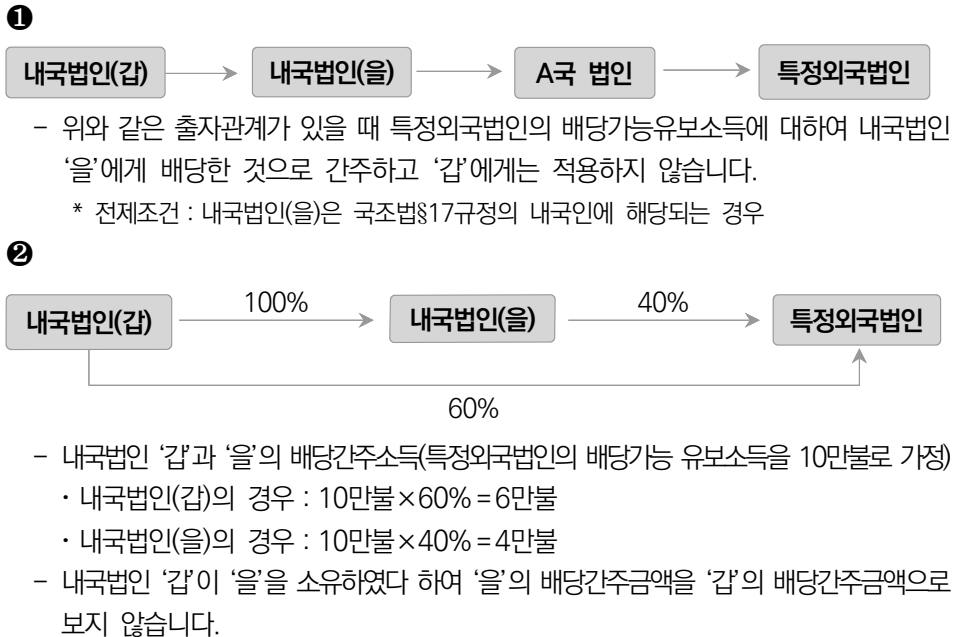 ❶
내국법인(갑) 내국법인(을) A국 법인 특정외국법인
- 위와 같은 출자관계가 있을 때 특정외국법인의 배당가능유보소득에 대하여 내국법인
‘을’에게 배당한 것으로 간주하고 ‘갑’에게는 적용하지 않습니다.
* 전제조건 : 내국법인(을)은 국조법§17규정의 내국인에 해당되는 경우
❷
내국법인(갑) 100% 내국법인(을) 40% 특정외국법인
60%
- 내국법인 ‘갑’과 ‘을’의 배당간주소득(특정외국법인의 배당가능 유보소득을 10만불로 가정)
· 내국법인(갑)의 경우 : 10만불×60%=6만불
· 내국법인(을)의 경우 : 10만불×40%=4만불
- 내국법인 ‘갑’이 ‘을’을 소유하였다 하여 ‘을’의 배당간주금액을 ‘갑’의 배당간주금액으로
보지 않습니다.